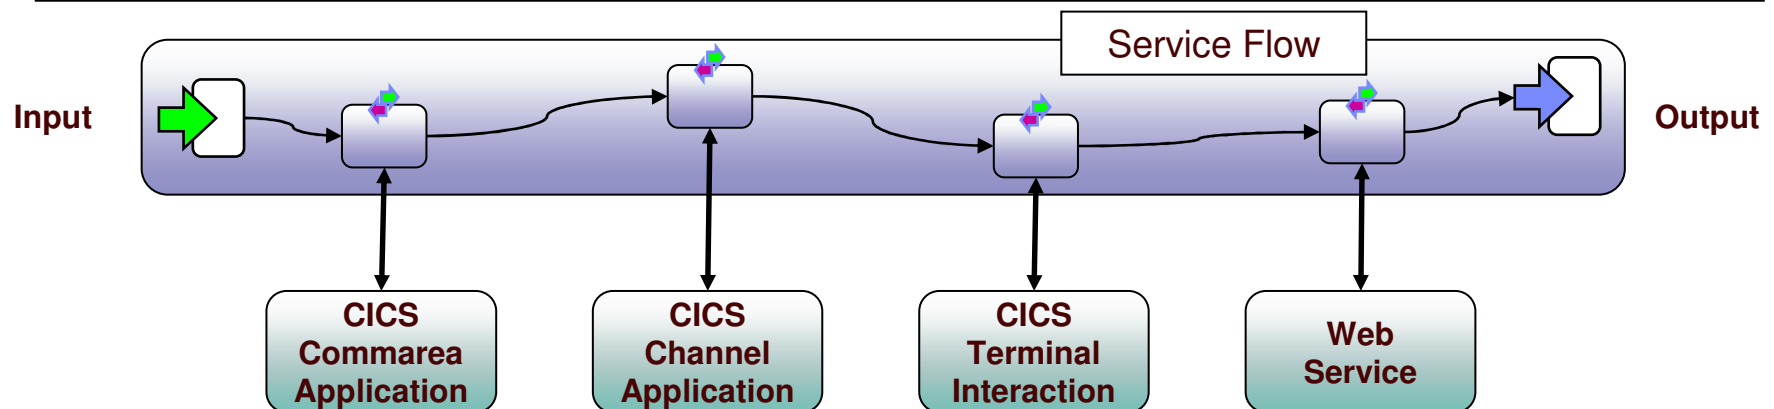 Service Flow
Input
Output
CICS
Commarea
Application
CICS
Channel
Application
CICS
Terminal
Interaction
Web
Service